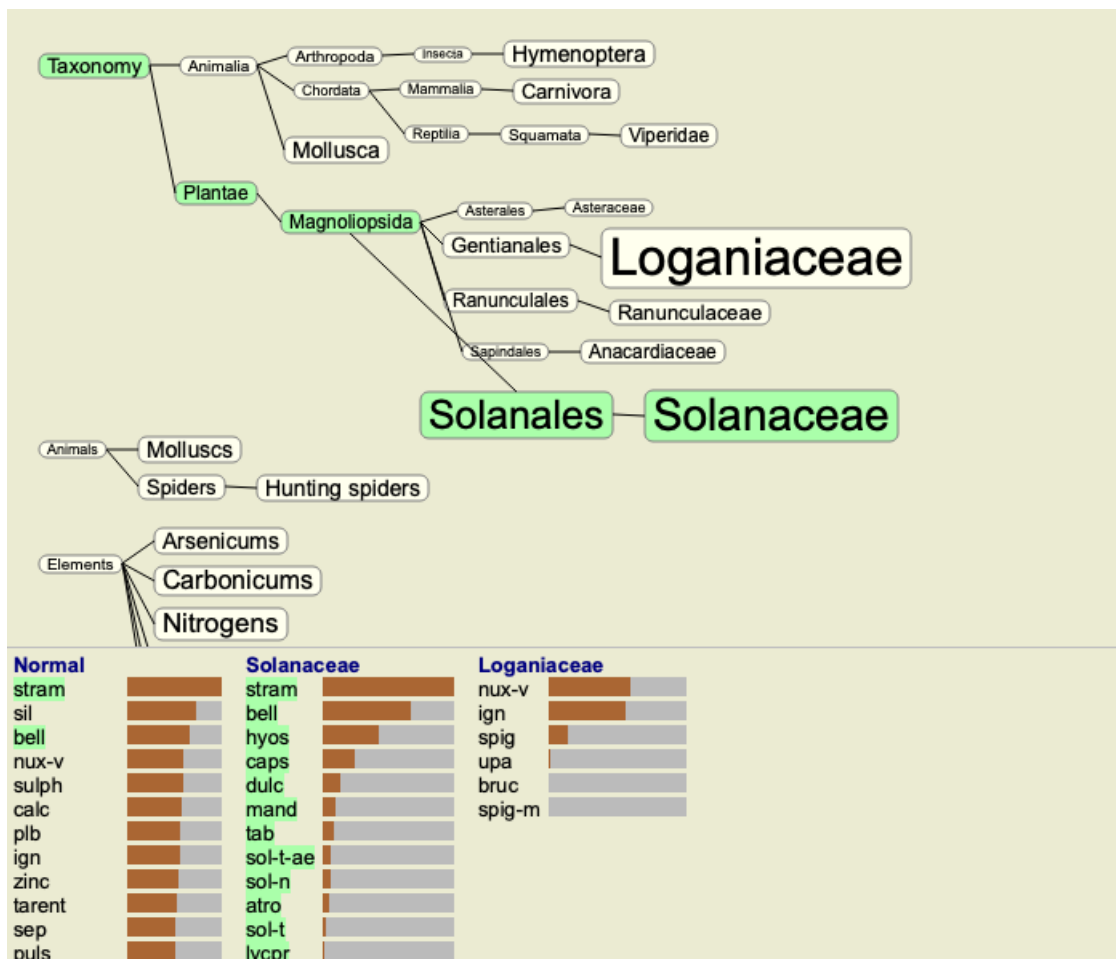 Taxonomy
Animalia
Arthropoda
Insecta
Hymenoptera
Chordata
Mammalia
Carnivora
Reptilia
Squamata
Viperidae
Mollusca
Plantae
Magnoliopsida
Asterales
Asteraceae
Gentianales
Loganiaceae
Ranunculales
Ranunculaceae
Sapindales
Anacardiaceae
Solanales
Solanaceae
Animals
Molluscs
Spiders
Hunting spiders
Elements
Arsenicums
Carbonicums
Nitrogens
Normal
stram
sil
bell
nux-v
sulph
calc
plb
ign
zinc
tarent
sep
puls
Solanaceae
stram
bell
hyos
caps
dulc
mand
tab
sol-t-ae
sol-n
atro
sol-t
lycpr
Loganiaceae
nux-v
ign
spig
upa
bruc
spig-m